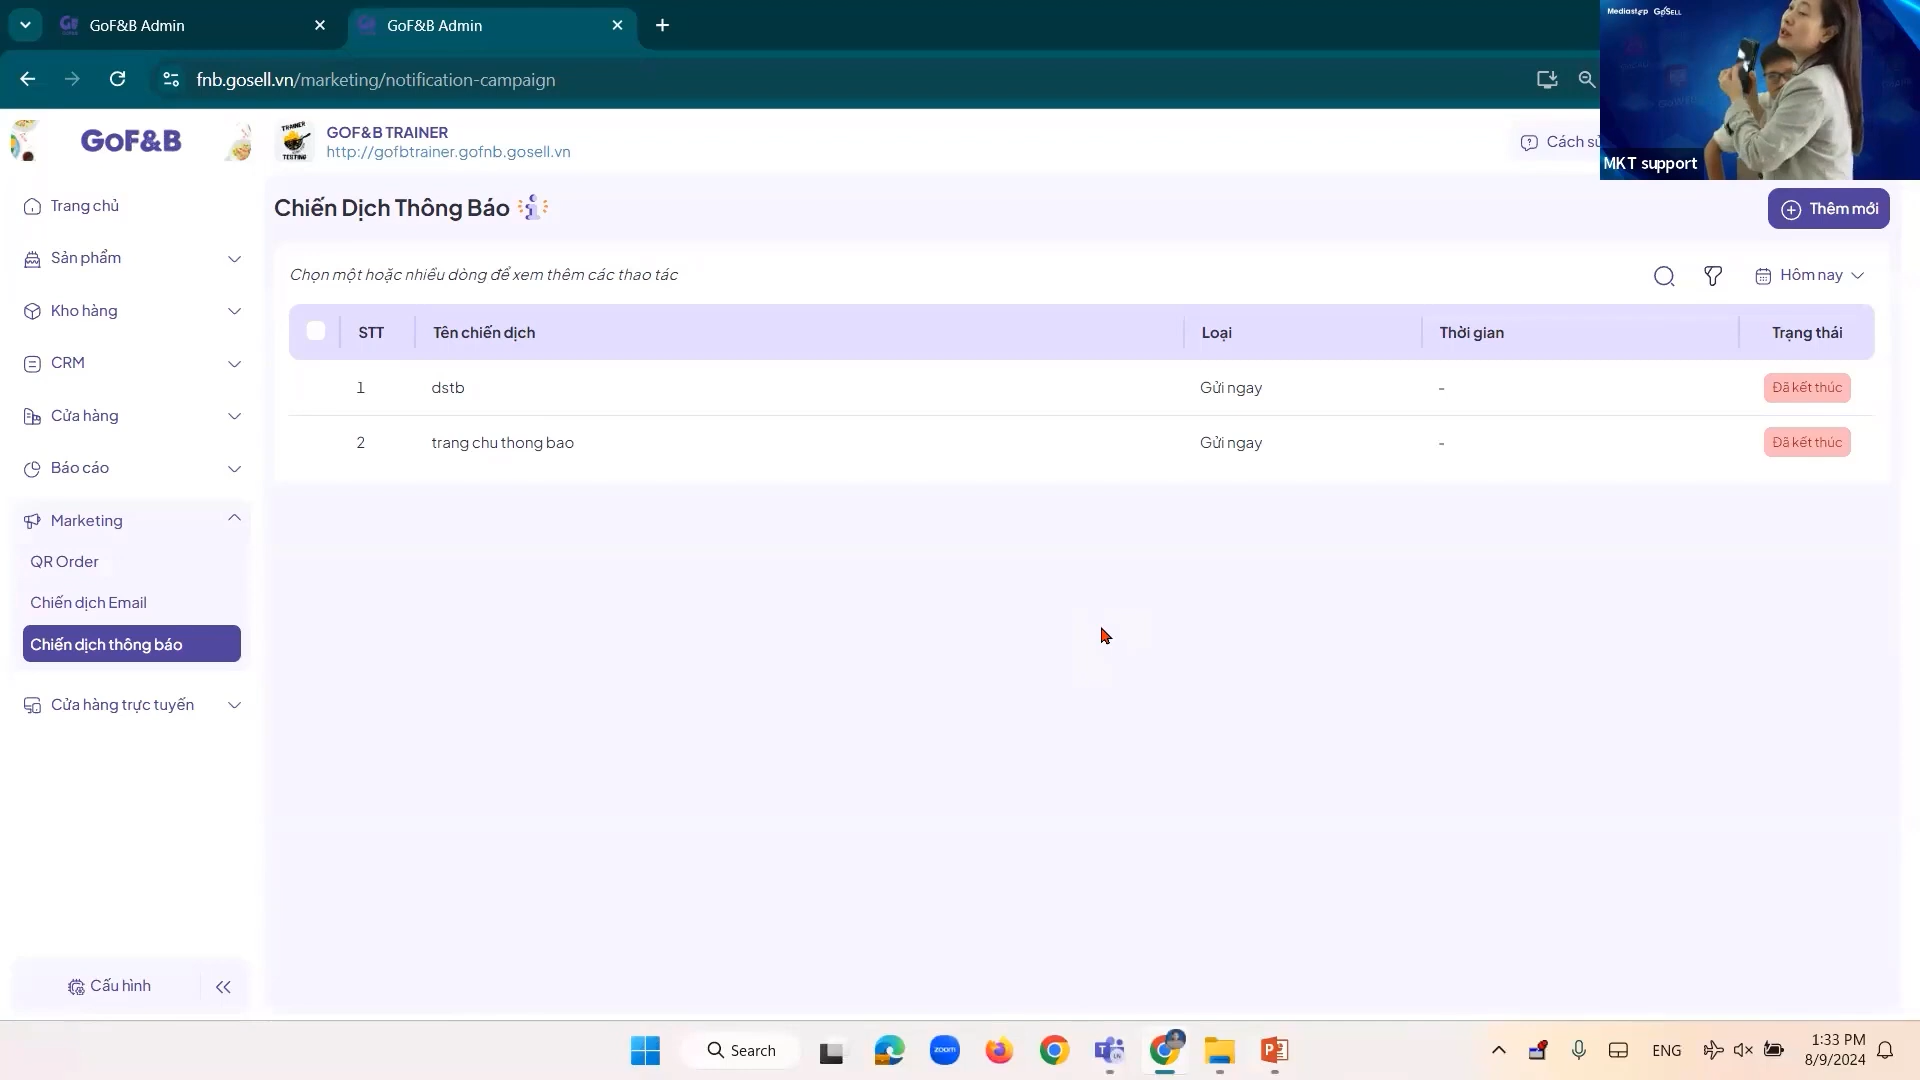 GoF&B Admin
GoF&B Admin
fnb.gosell.vn/marketing/notification-campaign
Mediastep GoSELL
MKT support
GoF&B
TRAINER
TESTING
GOF&B TRAINER
http://gofbtrainer.gofnb.gosell.vn
Cách sử
Trang chủ
Sản phẩm
Kho hàng
CRM
Cửa hàng
Báo cáo
Marketing
QR Order
Chiến dịch Email
Chiến dịch thông báo
Cửa hàng trực tuyến
Cấu hình
Chiến Dịch Thông Báo
Thêm mới
Chọn một hoặc nhiều dòng để xem thêm các thao tác
Hôm nay
STT Tên chiến dịch Loại Thời gian Trạng thái
1 dstb Gửi ngay - Đã kết thúc
2 trang chu thong bao Gửi ngay - Đã kết thúc
Search
zoom
ENG
1:33 PM
8/9/2024